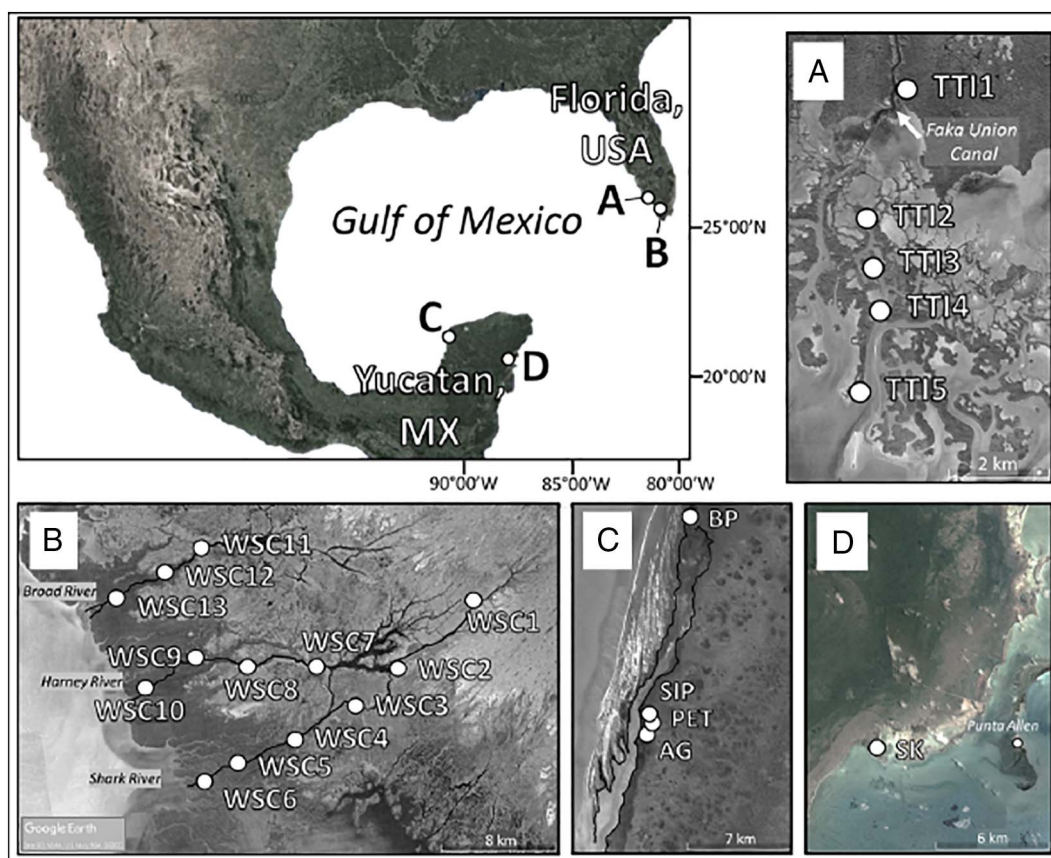 Florida,
USA
A
B
Gulf of Mexico
C
D
Yucatan,
MX
25°00'N
20°00'N
90°00'W
85°00'W
80°00'W
A
TTI1
Faka Union
Canal
TTI2
TTI3
TTI4
TTI5
2 km
B
WSC11
WSC12
Broad River
WSC13
WSC1
WSC9
WSC7
WSC2
Harney River
WSC8
WSC10
WSC3
WSC4
Shark River
WSC5
WSC6
Google Earth
8 km
C
BP
SIP
PET
AG
7 km
D
Punta Allen
SK
6 km